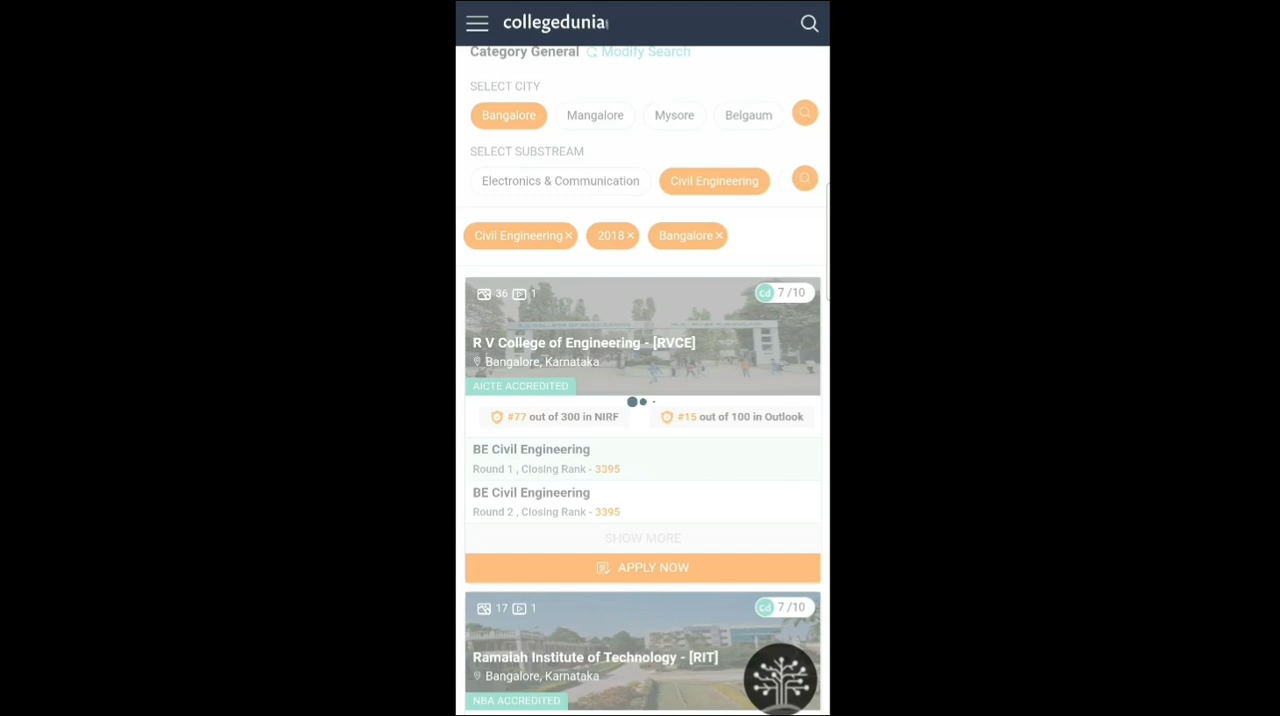 collegedunia
Category General Modify Search
SELECT CITY
Bangalore Mangalore Mysore Belgaum
SELECT SUBSTREAM
Electronics & Communication Civil Engineering
Civil Engineering × 2018 × Bangalore ×
36 1 cd 7 /10
R V College of Engineering - [RVCE]
Bangalore, Karnataka
AICTE ACCREDITED
#77 out of 300 in NIRF #15 out of 100 in Outlook
BE Civil Engineering
Round 1 , Closing Rank - 3395
BE Civil Engineering
Round 2 , Closing Rank - 3395
SHOW MORE
APPLY NOW
17 1 cd 7 /10
Ramaiah Institute of Technology - [RIT]
Bangalore, Karnataka
NBA ACCREDITED